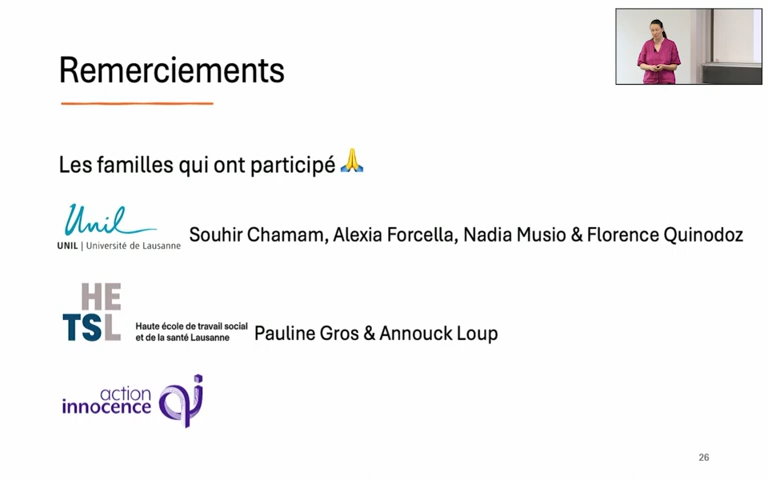 Remerciements
Les familles qui ont participé 🙏
Unil
UNIL | Université de Lausanne
Souhir Chamam, Alexia Forcella, Nadia Musio & Florence Quinodoz
HE
TSL
Haute école de travail social
et de la santé Lausanne
Pauline Gros & Annouck Loup
action
innocence
ai
26